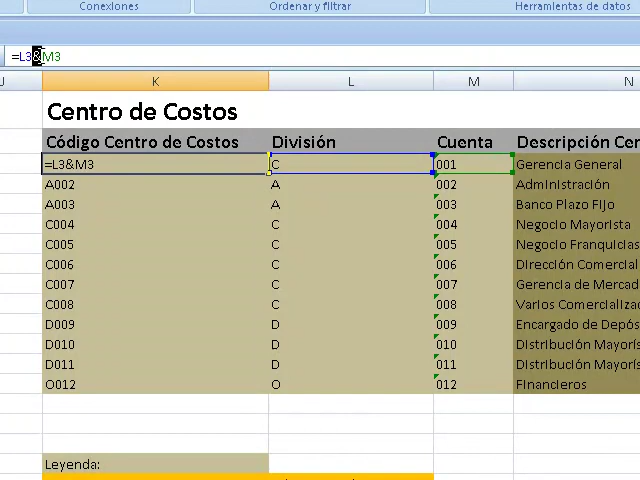 Conexiones Ordenar y filtrar Herramientas de datos
=L3&M3
K L M N
Centro de Costos
Código Centro de Costos División Cuenta Descripción Cen
=L3&M3 C 001 Gerencia General
A002 A 002 Administración
A003 A 003 Banco Plazo Fijo
C004 C 004 Negocio Mayorista
C005 C 005 Negocio Franquicias
C006 C 006 Dirección Comercial
C007 C 007 Gerencia de Mercad
C008 C 008 Varios Comercializa
D009 D 009 Encargado de Depós
D010 D 010 Distribución Mayorís
D011 D 011 Distribución Mayorís
O012 O 012 Financieros
Leyenda: